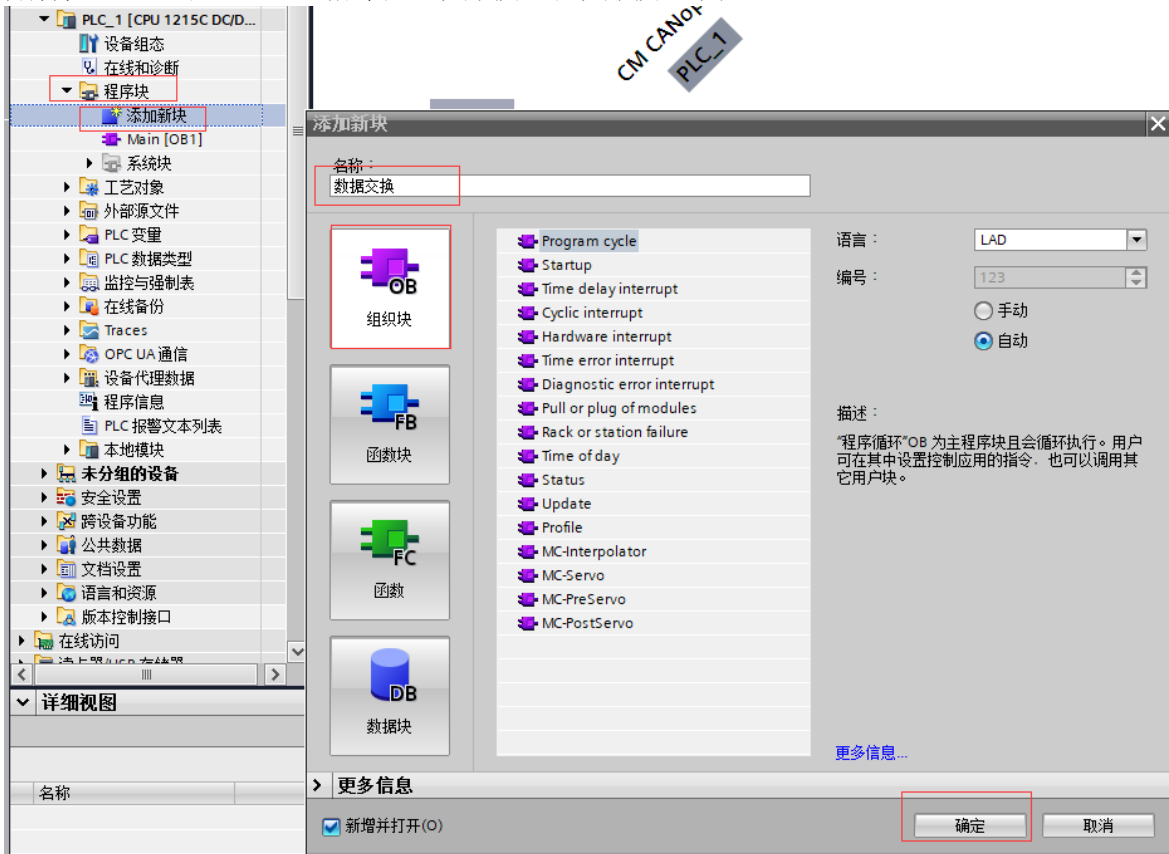 PLC_1 [CPU 1215C DC/D...
设备组态
在线和诊断
程序块
添加新块
Main [OB1]
系统块
工艺对象
外部源文件
PLC 变量
PLC 数据类型
监控与强制表
在线备份
Traces
OPC UA 通信
设备代理数据
程序信息
PLC 报警文本列表
本地模块
未分组的设备
安全设置
跨设备功能
公共数据
文档设置
语言和资源
版本控制接口
在线访问
详细视图
名称
CM CANop
PLC_1
添加新块
名称：
数据交换
OB
组织块
FB
函数块
FC
函数
DB
数据块
Program cycle
Startup
Time delay interrupt
Cyclic interrupt
Hardware interrupt
Time error interrupt
Diagnostic error interrupt
Pull or plug of modules
Rack or station failure
Time of day
Status
Update
Profile
MC-Interpolator
MC-Servo
MC-PreServo
MC-PostServo
语言：
LAD
编号：
123
手动
自动
描述：
“程序循环”OB 为主程序块且会循环执行。用户
可在其中设置控制应用的指令，也可以调用其
它用户块。
更多信息...
更多信息
新增并打开(O)
确定
取消